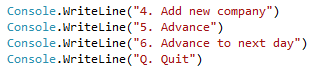 Console.WriteLine("4. Add new company")
Console.WriteLine("5. Advance")
Console.WriteLine("6. Advance to next day")
Console.WriteLine("Q. Quit")